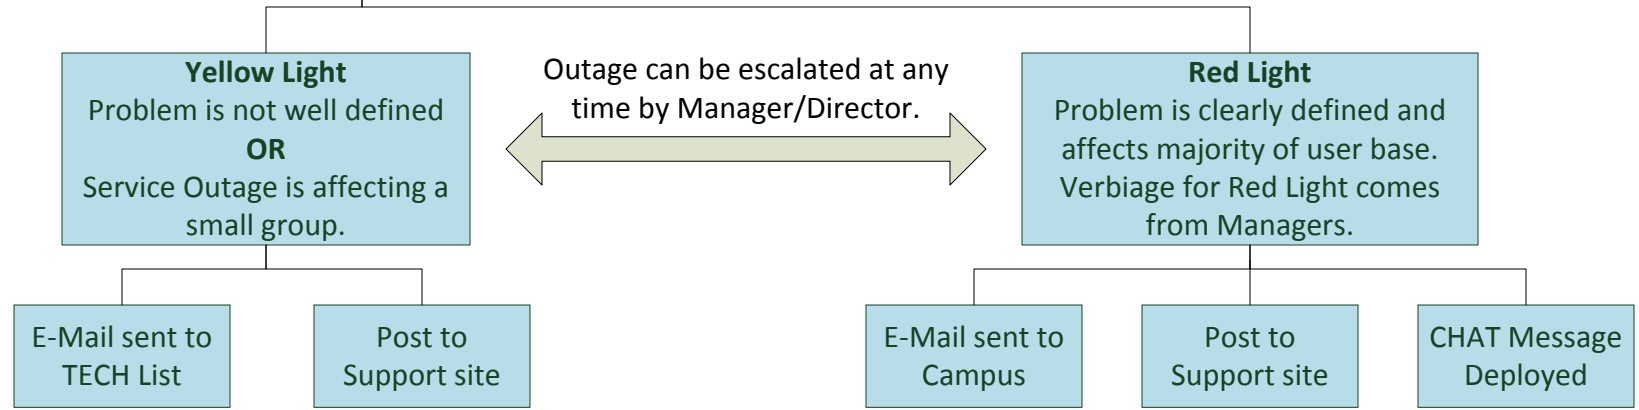 Yellow Light
Problem is not well defined
OR
Service Outage is affecting a
small group.
Outage can be escalated at any
time by Manager/Director.
Red Light
Problem is clearly defined and
affects majority of user base.
Verbiage for Red Light comes
from Managers.
E-Mail sent to
TECH List
Post to
Support site
E-Mail sent to
Campus
Post to
Support site
CHAT Message
Deployed